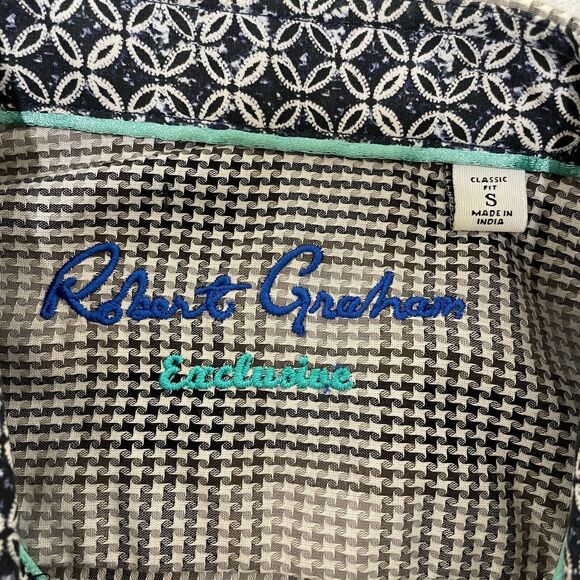 CLASSIC
FIT
S
MADE IN
INDIA
Robert Graham
Exclusive